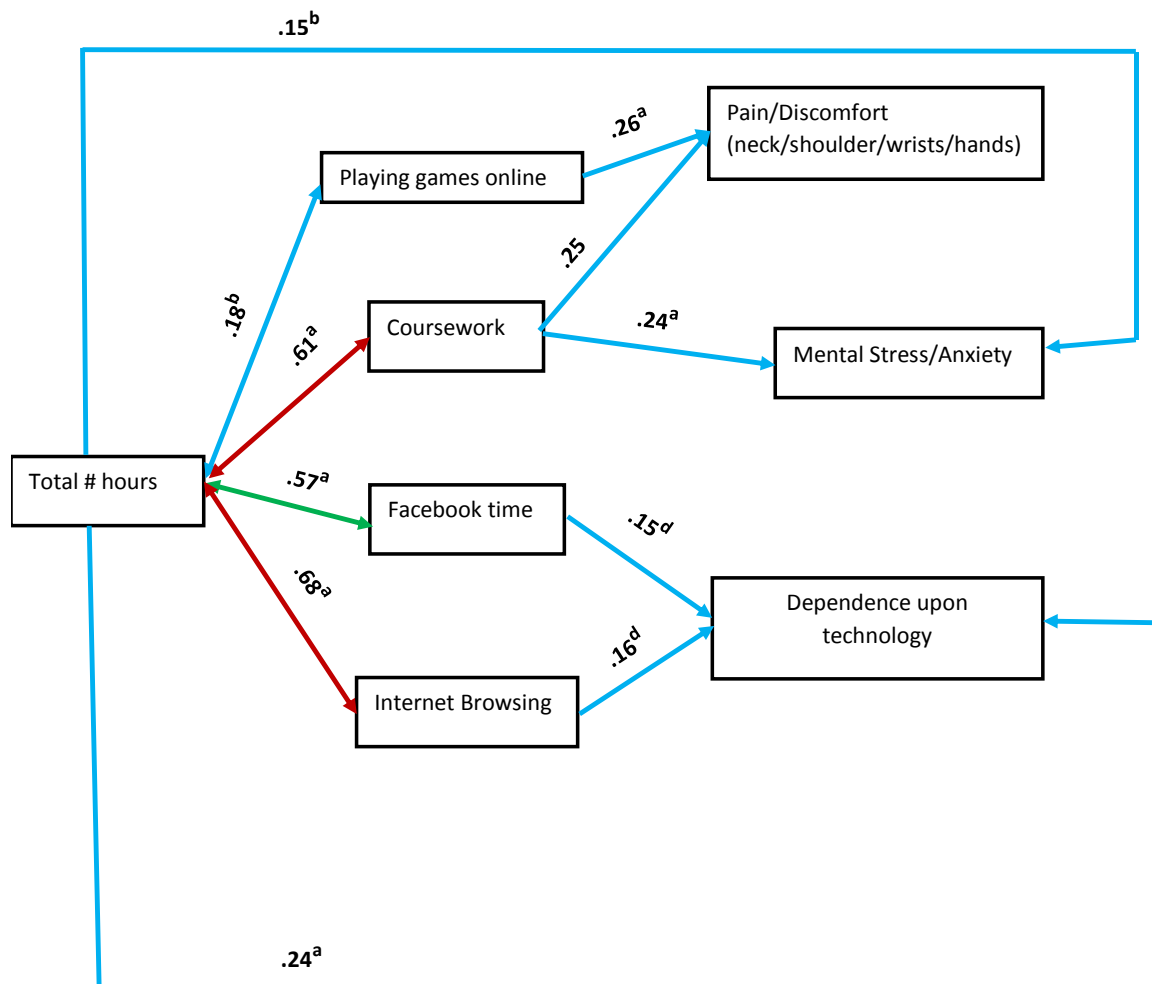 .15b
Pain/Discomfort
(neck/shoulder/wrists/hands)
.26a
Playing games online
.25
.18b
.61a
Coursework
.24a
Mental Stress/Anxiety
Total # hours
.57a
Facebook time
.15d
.68a
Dependence upon
technology
.16d
Internet Browsing
.24a